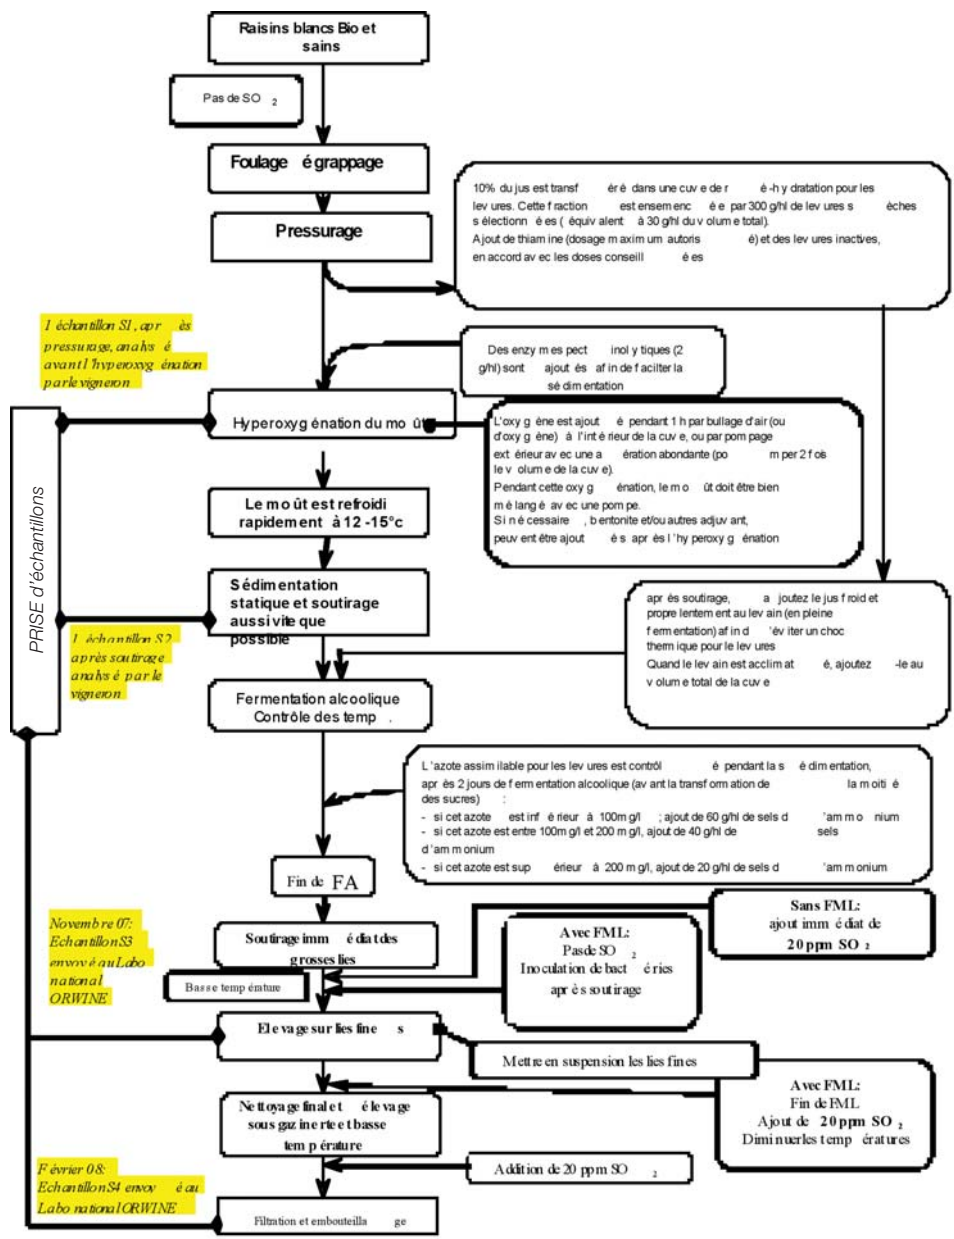 Raisins blancs Bio et
sains
Pas de SO 2
Foulage égrappage
Pressurage
10% du jus est transféré dans une cuve de ré-hydratation pour les
levures. Cette fraction est ensemencée par 300 g/hl de levures sèches
sélectionnées (équivalent à 30 g/hl du volume total).
Ajout de thiamine (dosage maximum autorisé) et des levures inactives,
en accord avec les doses conseillées
1 échantillon S1, après
pressurage, analysé
avant l'hyperoxygénation
par le vigneron
Des enzymes pectinolytiques (2
g/hl) sont ajoutés afin de facilter la
sédimentation
Hyperoxygénation du moût
L'oxygène est ajouté pendant 1 h par bullage d'air (ou
d'oxygène) à l'intérieur de la cuve, ou par pompage
extérieur avec une aération abondante (pomper 2 fois
le volume de la cuve).
Pendant cette oxygénation, le moût doit être bien
mélangé avec une pompe.
Si nécessaire, bentonite et/ou autres adjuvant,
peuvent être ajoutés après l'hyperoxygénation
PRISE d'échantillons
Le moût est refroidi
rapidement à 12 -15°c
Sédimentation
statique et soutirage
aussi vite que
possible
1 échantillon S2
après soutirage
analysé par le
vigneron
après soutirage, ajoutez le jus froid et
propre lentement au levain (en pleine
fermentation) afin d'éviter un choc
thermique pour le levures
Quand le levain est acclimaté, ajoutez-le au
volume total de la cuve
Fermentation alcoolique
Contrôle des temp .
L'azote assimilable pour les levures est contrôlé pendant la sédimentation,
après 2 jours de fermentation alcoolique (avant la transformation de la moitié
des sucres) :
- si cet azote est inférieur à 100mg/l ; ajout de 60 g/hl de sels d'ammonium
- si cet azote est entre 100mg/l et 200 mg/l, ajout de 40 g/hl de sels
d'ammonium
- si cet azote est supérieur à 200 mg/l, ajout de 20 g/hl de sels d'ammonium
Fin de FA
Novembre 07:
Echantillon S3
envoyé au Labo
national
ORWINE
Soutirage immédiat des
grosses lies
Basse température
Avec FML:
Pas de SO 2
Inoculation de bactéries
après soutirage
Sans FML:
ajout immédiat de
20 ppm SO 2
Elevage sur lies fines
Mettre en suspension les lies fines
Avec FML:
Fin de FML
Ajout de 20 ppm SO 2
Diminuer les températures
Nettoyage final et élevage
sous gaz inerte et basse
température
Addition de 20 ppm SO 2
Février 08:
Echantillon S4 envoyé au
Labo national ORWINE
Filtration et embouteillage